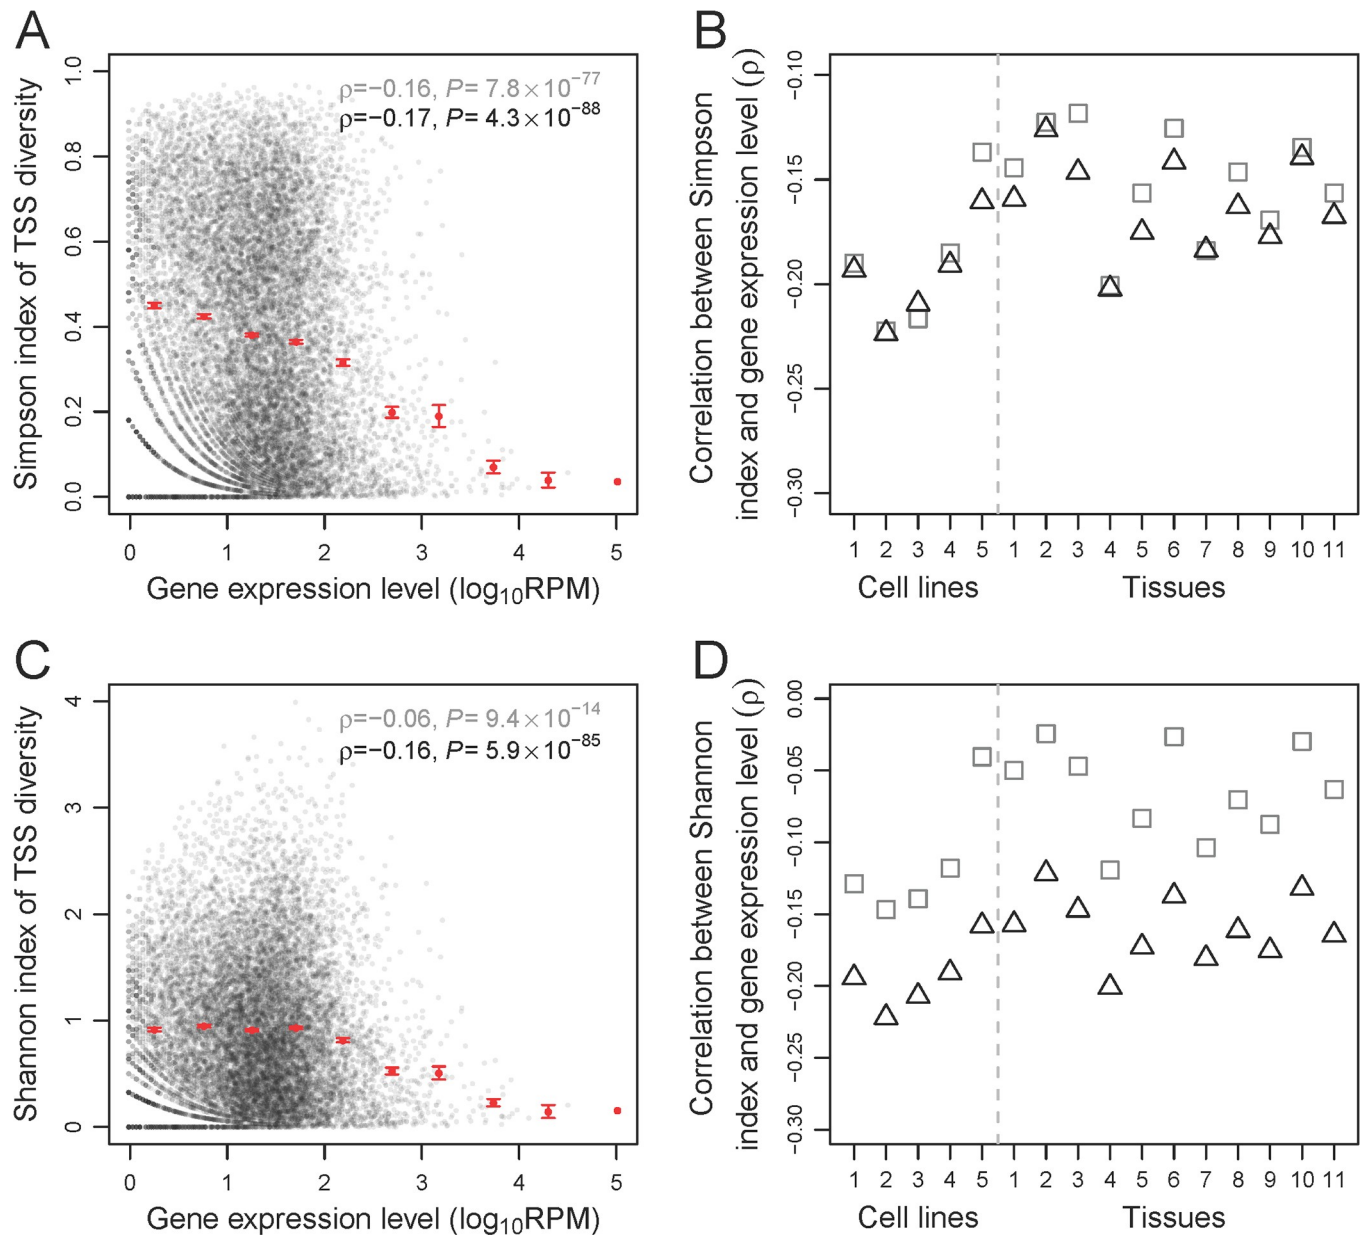 A
Simpson index of TSS diversity
1.0
0.8
0.6
0.4
0.2
0.0
ρ=−0.16, P= 7.8×10−77
ρ=−0.17, P= 4.3×10−88
0 1 2 3 4 5
Gene expression level (log10RPM)
B
Correlation between Simpson
index and gene expression level (ρ)
−0.10
−0.15
−0.20
−0.25
−0.30
1 2 3 4 5 1 2 3 4 5 6 7 8 9 10 11
Cell lines Tissues
C
Shannon index of TSS diversity
4
3
2
1
0
ρ=−0.06, P= 9.4×10−14
ρ=−0.16, P= 5.9×10−85
0 1 2 3 4 5
Gene expression level (log10RPM)
D
Correlation between Shannon
index and gene expression level (ρ)
0.00
−0.05
−0.10
−0.15
−0.20
−0.25
−0.30
1 2 3 4 5 1 2 3 4 5 6 7 8 9 10 11
Cell lines Tissues